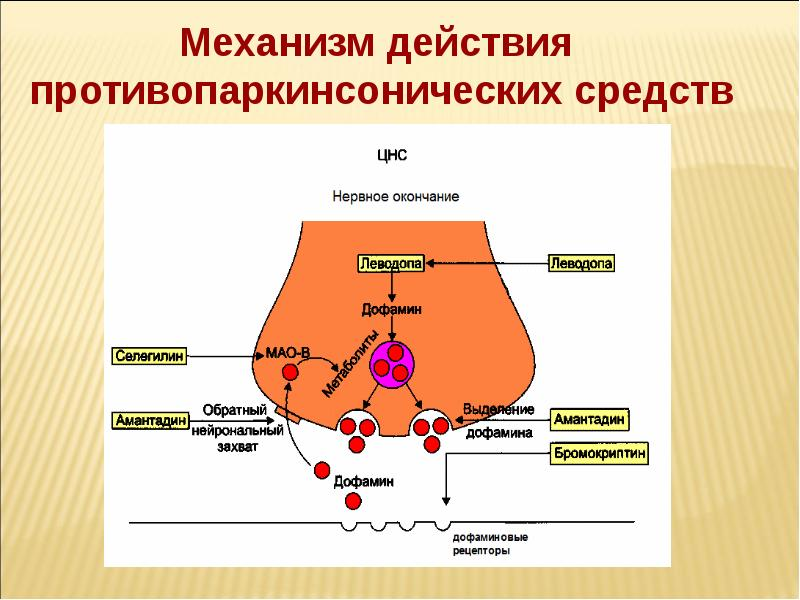 Механизм действия
противопаркинсонических средств
ЦНС
Нервное окончание
Леводопа
Леводопа
Дофамин
Селегилин
МАО-В
Метаболиты
Амантадин
Обратный
нейрональный
захват
Выделение
дофамина
Амантадин
Бромокриптин
Дофамин
дофаминовые
рецепторы